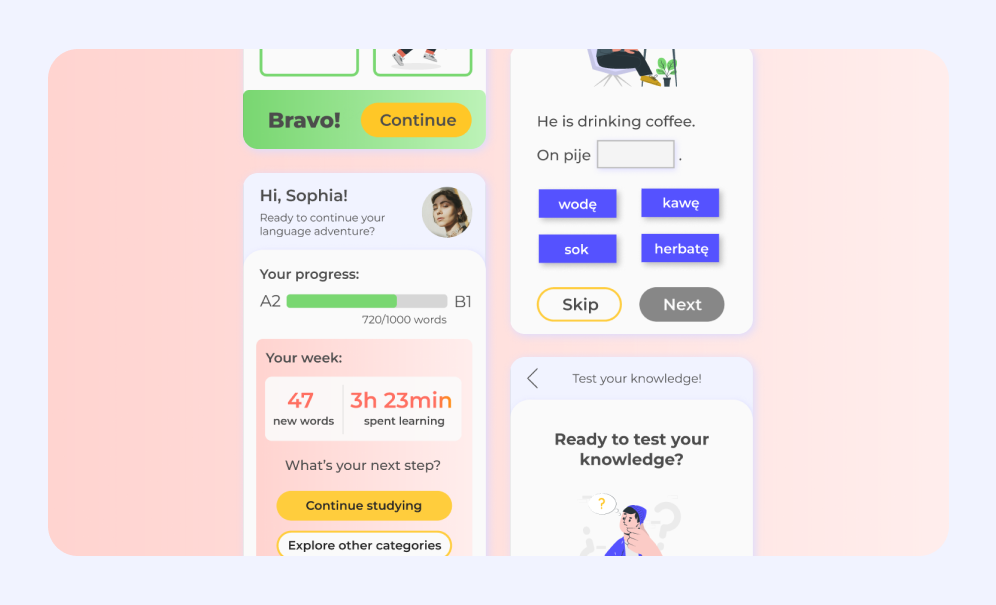 Bravo!
Continue
Hi, Sophia!
Ready to continue your
language adventure?
Your progress:
A2
B1
720/1000 words
Your week:
47
new words
3h 23min
spent learning
What's your next step?
Continue studying
Explore other categories
He is drinking coffee.
On pije .
wodę
kawę
sok
herbatę
Skip
Next
Test your knowledge!
Ready to test your
knowledge?
?
?